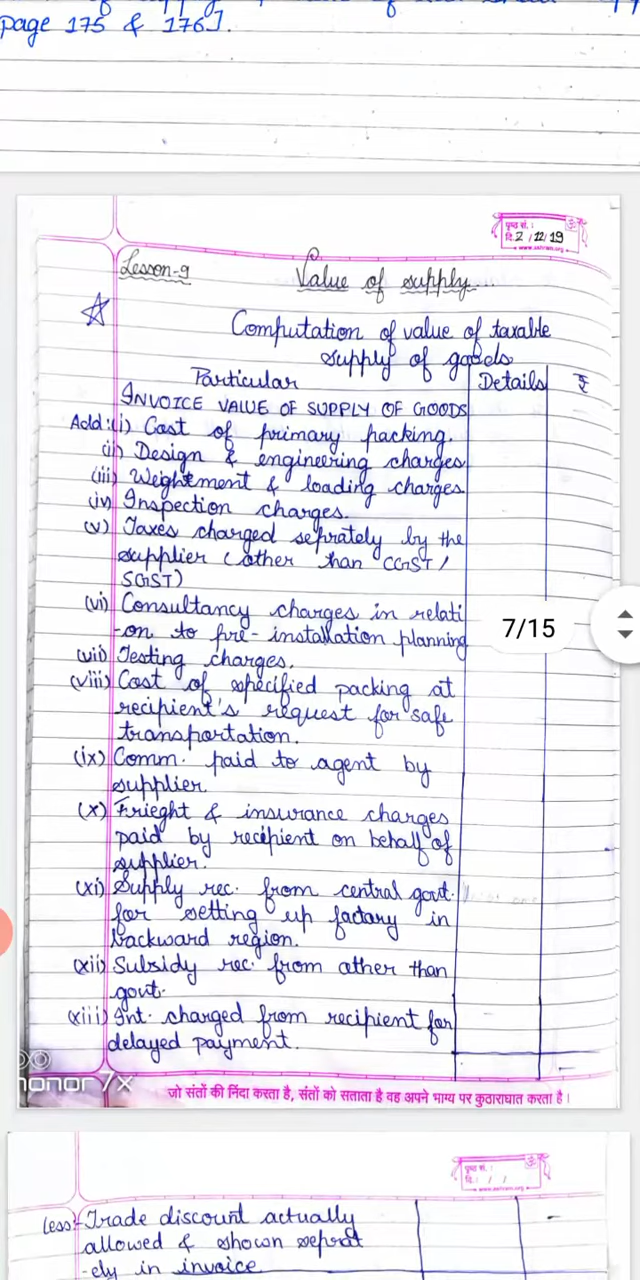 page 175 & 176].
पृष्ठ सं. :
दि. 2 / 12 / 19
www.ashram.org
Lesson-9
Value of supply
Computation of value of taxable
supply of goods
Particular Details ₹
INVOICE VALUE OF SUPPLY OF GOODS
Add:(i) Cost of primary packing.
(ii) Design & engineering charges
(iii) Weightment & loading charges
(iv) Inspection charges.
(v) Taxes charged seprately by the
supplier (other than CGST/
SGST)
(vi) Consultancy charges in relati
-on to pre-installation planning
7/15
(vii) Testing charges.
(viii) Cost of specified packing at
recipient's request for safe
transportation.
(ix) Comm. paid to agent by
supplier.
(x) Frieght & insurance charges
paid by recipient on behalf of
supplier.
(xi) Supply rec. from central govt.
for setting up factory in
backward region.
(xii) Subsidy rec. from other than
govt.
(xiii) Int. charged from recipient for
delayed payment.
honor 7x
जो संतों की निंदा करता है, संतों को सताता है वह अपने भाग्य पर कुठाराघात करता है।
पृष्ठ सं. :
दि. / /
www.ashram.org
Less:- Trade discount actually
allowed & shown seprat
-ely in invoice